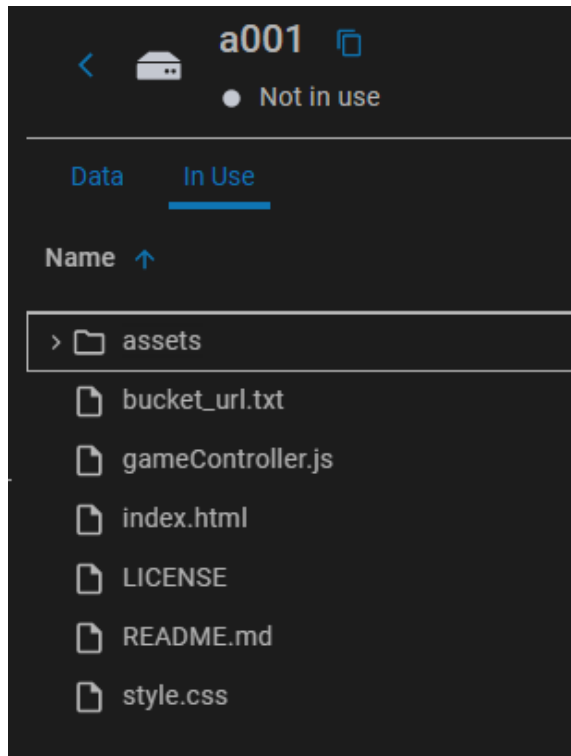 a001
Not in use
Data In Use
Name
assets
bucket_url.txt
gameController.js
index.html
LICENSE
README.md
style.css